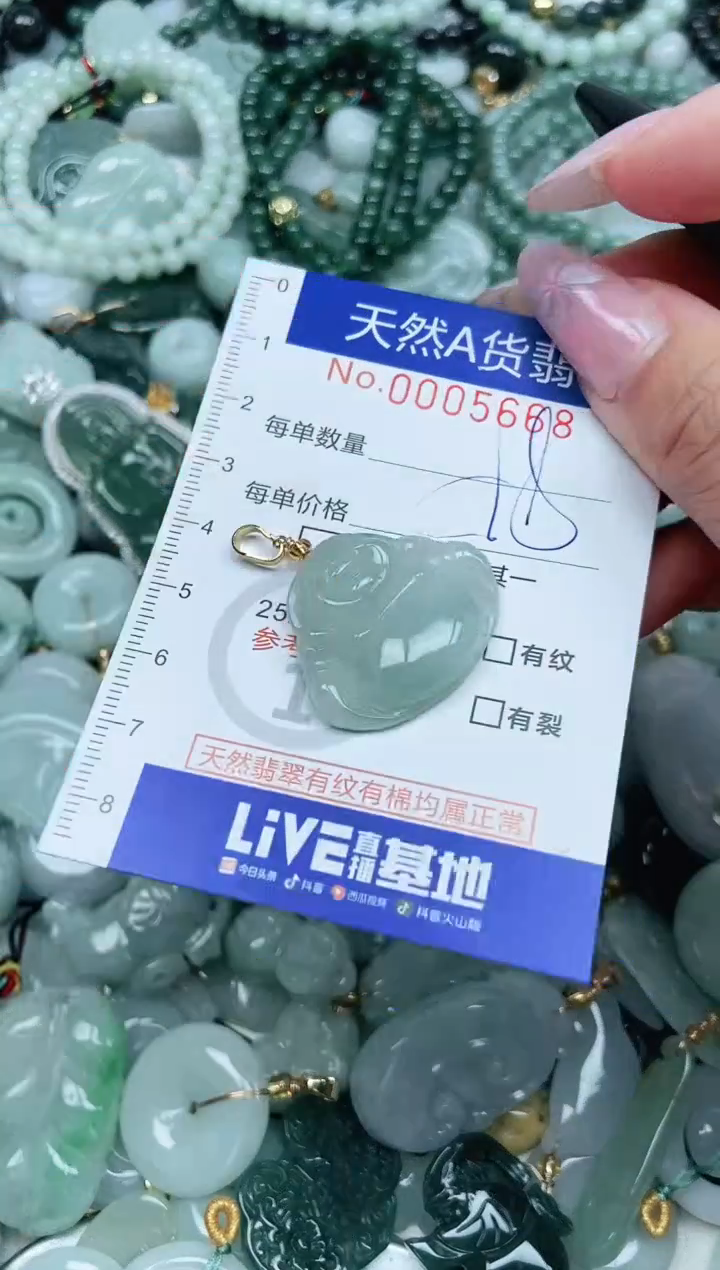 天然A货翡
No.0005668
每单数量
18
每单价格
其一
25
参考
有纹
有裂
天然翡翠有纹有棉均属正常
LiVE直播基地
今日头条 抖音 西瓜视频 抖音火山版
0
1
2
3
4
5
6
7
8